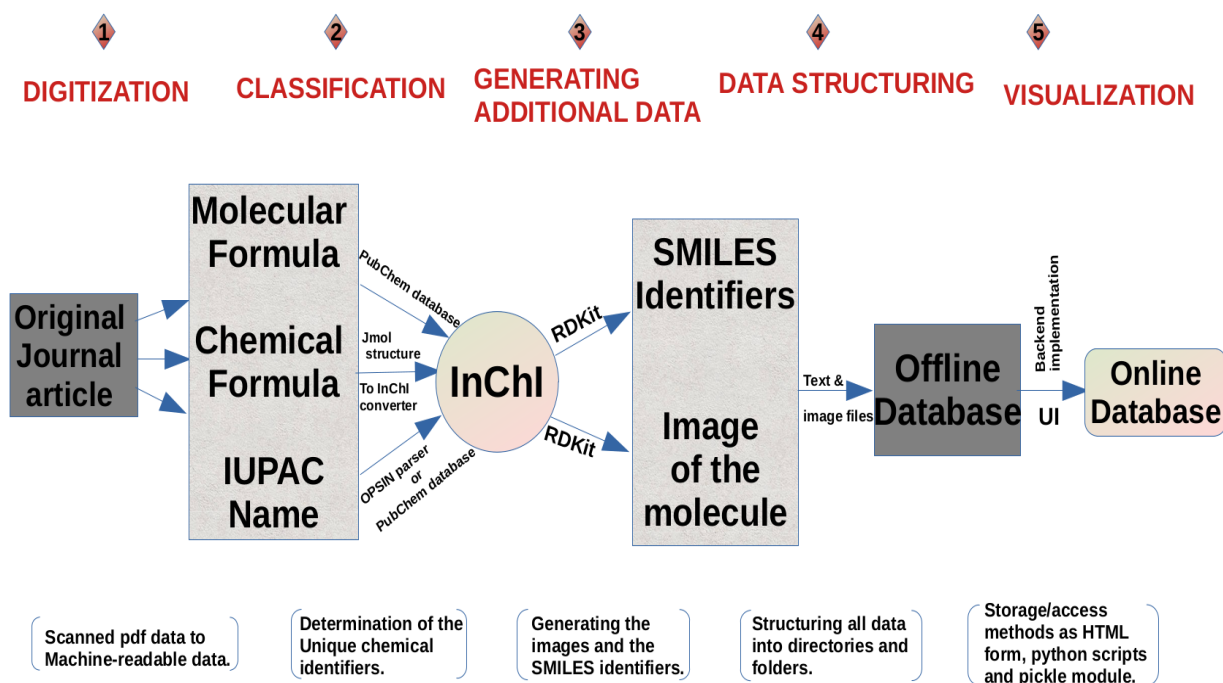 1
2
3
4
5
DIGITIZATION
CLASSIFICATION
GENERATING
ADDITIONAL DATA
DATA STRUCTURING
VISUALIZATION
Original
Journal
article
Molecular
Formula
Chemical
Formula
IUPAC
Name
PubChem database
Jmol
structure
To InChI
converter
OPSIN parser
or
PubChem database
InChI
RDKit
RDKit
SMILES
Identifiers
Image
of the
molecule
Text &
image files
Offline
Database
Backend
implementation
UI
Online
Database
Scanned pdf data to
Machine-readable data.
Determination of the
Unique chemical
identifiers.
Generating the
images and the
SMILES identifiers.
Structuring all data
into directories and
folders.
Storage/access
methods as HTML
form, python scripts
and pickle module.